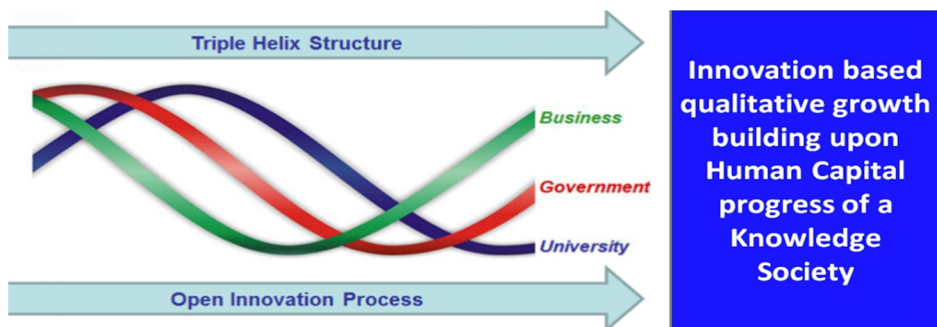 Triple Helix Structure
Business
Government
University
Open Innovation Process
Innovation based
qualitative growth
building upon
Human Capital
progress of a
Knowledge
Society